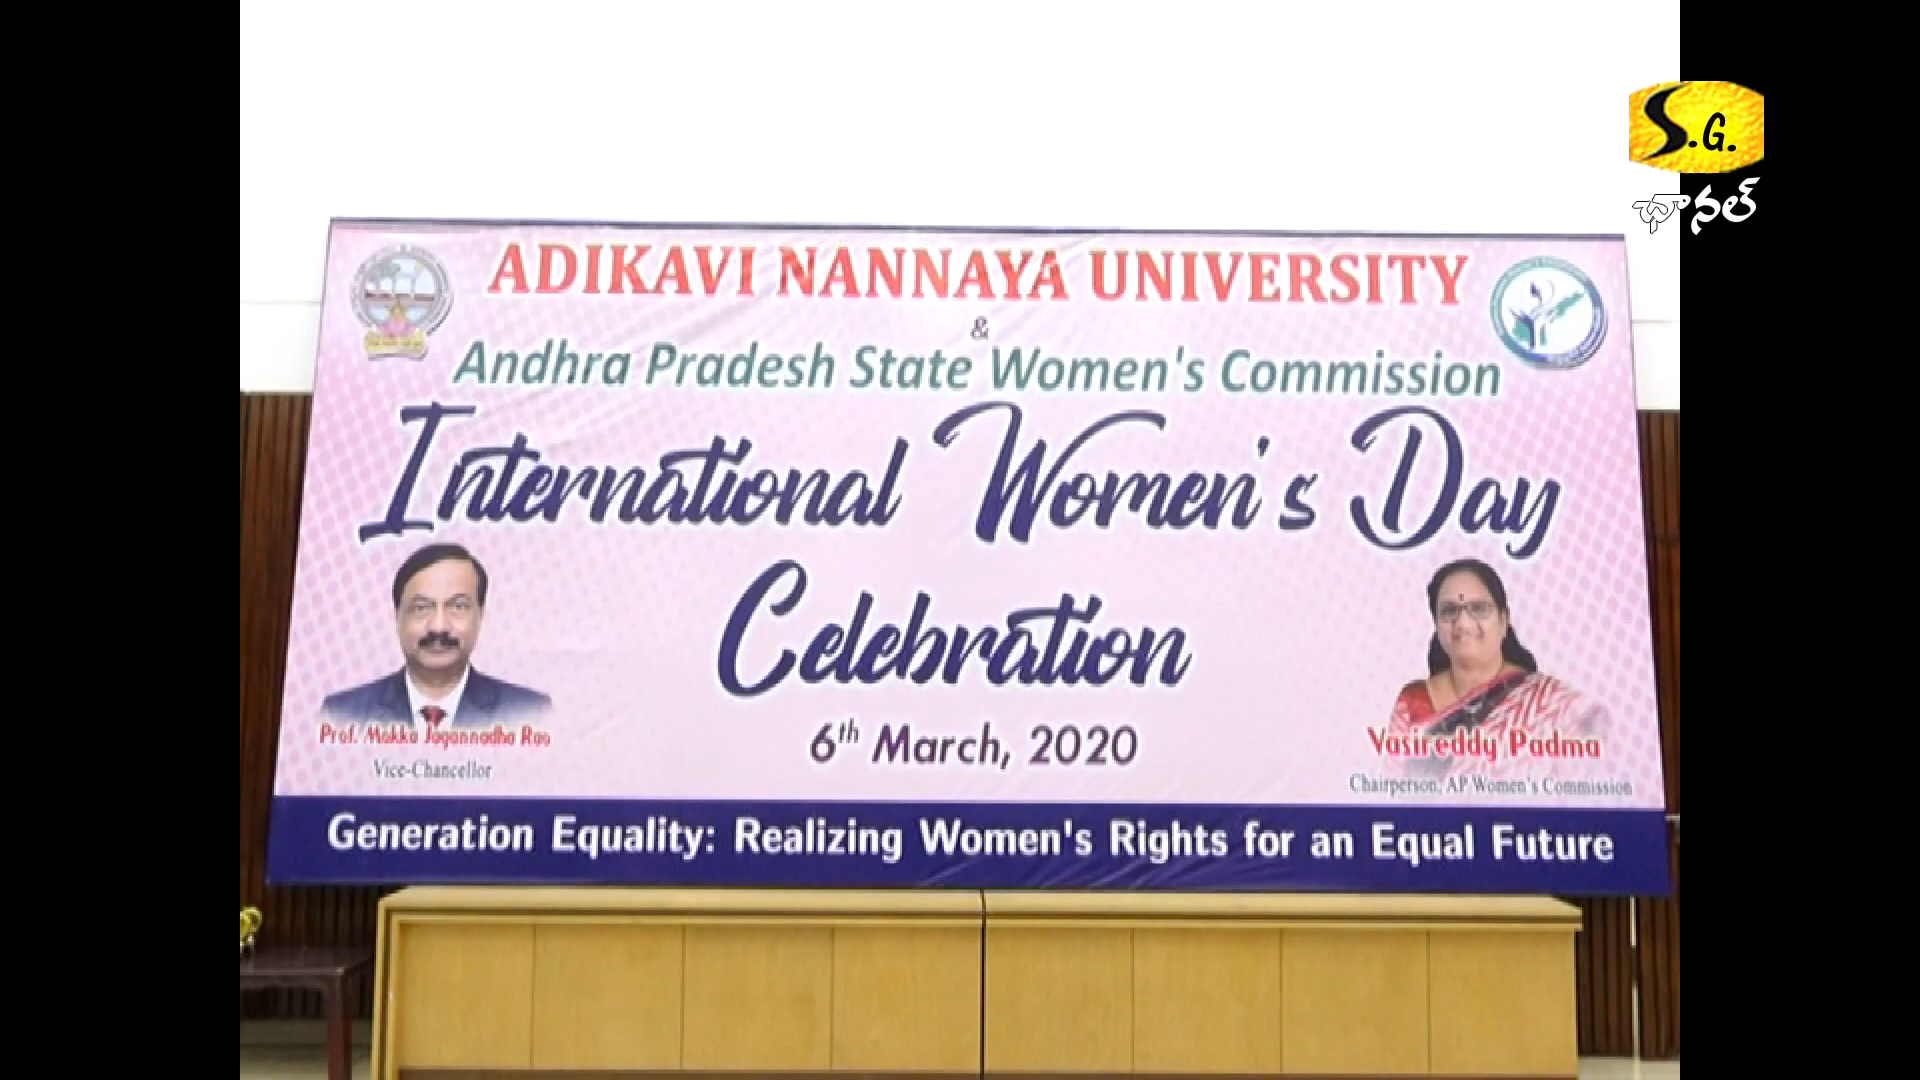 S.G.
ఛానల్
ADIKAVI NANNAYA UNIVERSITY
&
Andhra Pradesh State Women's Commission
International Women's Day
Celebration
6th March, 2020
Prof. Mokka Jagannadha Rao
Vice-Chancellor
Vasireddy Padma
Chairperson, AP Women's Commission
Generation Equality: Realizing Women's Rights for an Equal Future